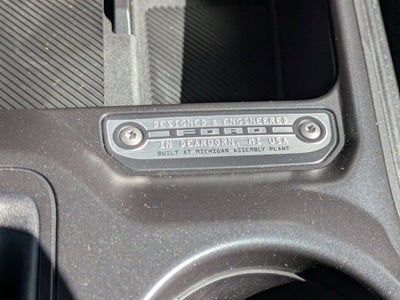 DESIGNED & ENGINEERED
FORD
IN DEARBORN, MI USA
BUILT AT MICHIGAN ASSEMBLY PLANT